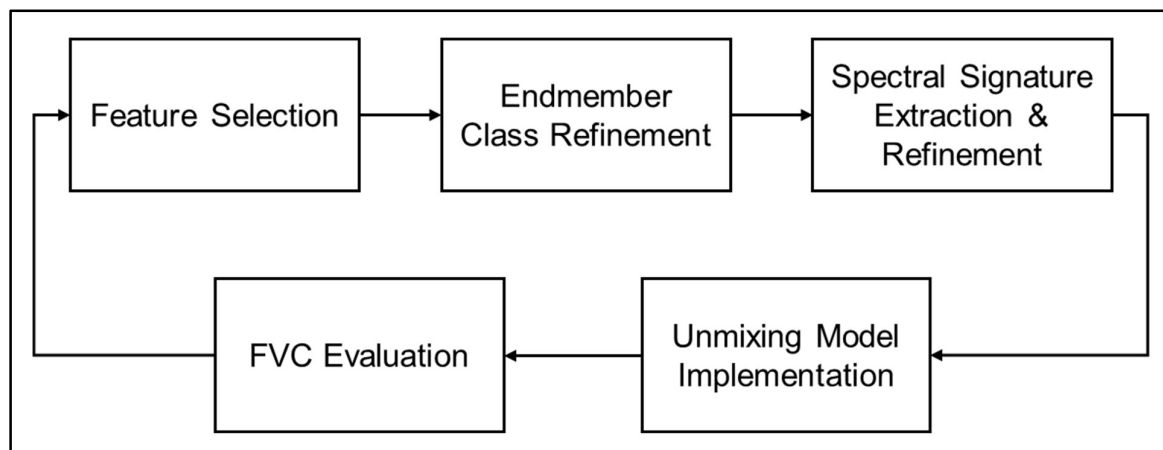 Feature Selection
Endmember
Class Refinement
Spectral Signature
Extraction &
Refinement
FVC Evaluation
Unmixing Model
Implementation